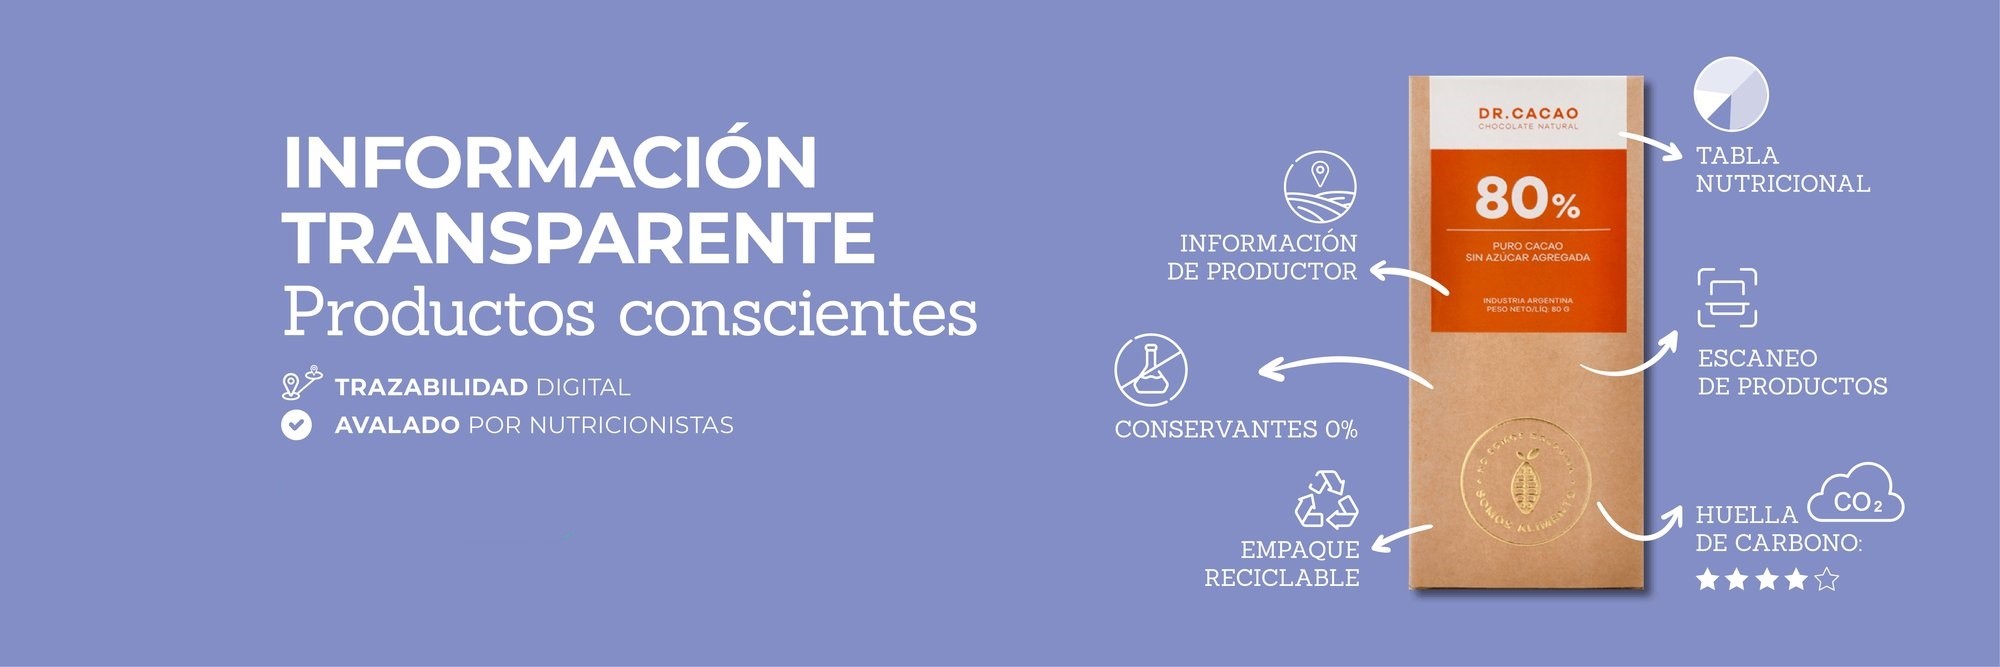 INFORMACIÓN
TRANSPARENTE
Productos conscientes
TRAZABILIDAD DIGITAL
AVALADO POR NUTRICIONISTAS
INFORMACIÓN
DE PRODUCTOR
CONSERVANTES 0%
EMPAQUE
RECICLABLE
DR.CACAO
CHOCOLATE NATURAL
80%
PURO CACAO
SIN AZÚCAR AGREGADA
INDUSTRIA ARGENTINA
PESO NETO/LÍQ: 80 G
SOMOS ALIMENTO
TABLA
NUTRICIONAL
ESCANEO
DE PRODUCTOS
HUELLA CO2
DE CARBONO: